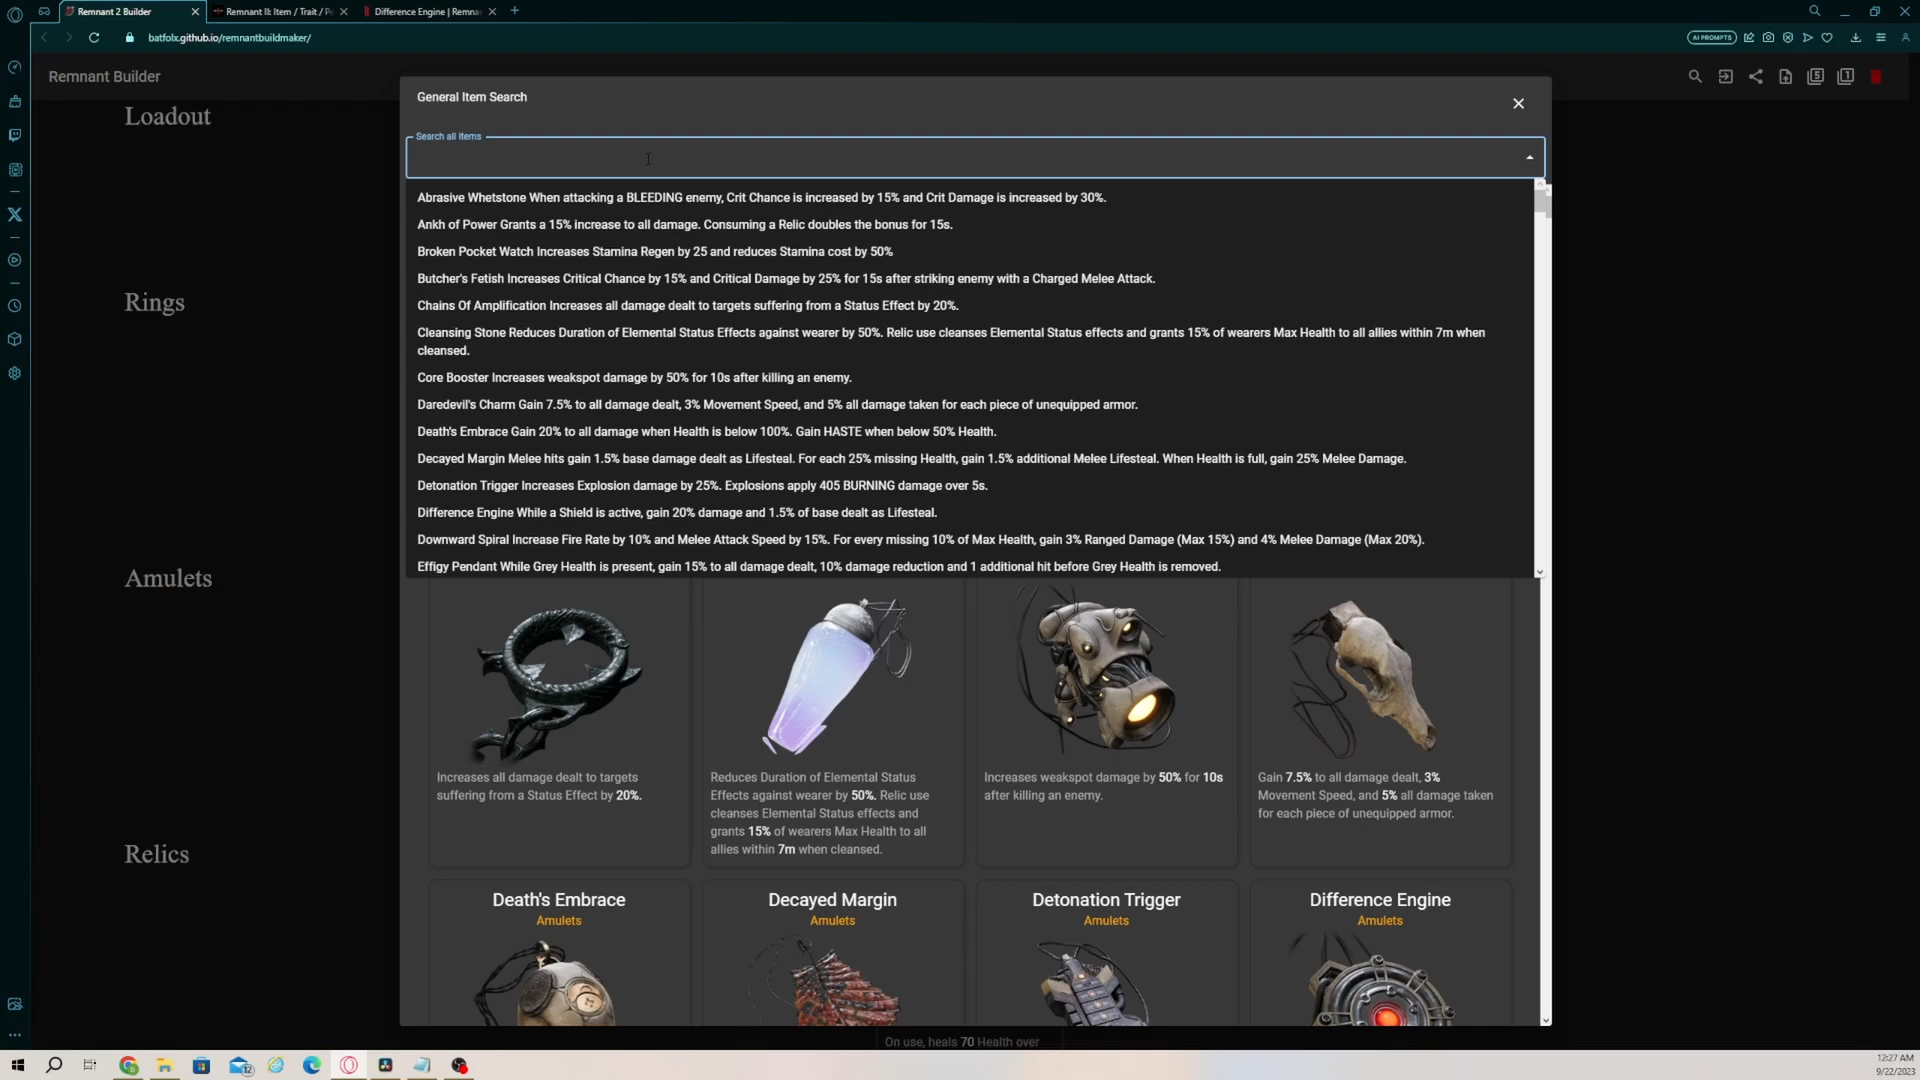 Remnant 2 Builder
Remnant II: Item / Trait / P
Difference Engine | Remna
batfolx.github.io/remnantbuildmaker/
AI PROMPTS
Remnant Builder
General Item Search
Search all items
Abrasive Whetstone When attacking a BLEEDING enemy, Crit Chance is increased by 15% and Crit Damage is increased by 30%.
Ankh of Power Grants a 15% increase to all damage. Consuming a Relic doubles the bonus for 15s.
Broken Pocket Watch Increases Stamina Regen by 25 and reduces Stamina cost by 50%
Butcher's Fetish Increases Critical Chance by 15% and Critical Damage by 25% for 15s after striking enemy with a Charged Melee Attack.
Chains Of Amplification Increases all damage dealt to targets suffering from a Status Effect by 20%.
Cleansing Stone Reduces Duration of Elemental Status Effects against wearer by 50%. Relic use cleanses Elemental Status effects and grants 15% of wearers Max Health to all allies within 7m when
cleansed.
Core Booster Increases weakspot damage by 50% for 10s after killing an enemy.
Daredevil's Charm Gain 7.5% to all damage dealt, 3% Movement Speed, and 5% all damage taken for each piece of unequipped armor.
Death's Embrace Gain 20% to all damage when Health is below 100%. Gain HASTE when below 50% Health.
Decayed Margin Melee hits gain 1.5% base damage dealt as Lifesteal. For each 25% missing Health, gain 1.5% additional Melee Lifesteal. When Health is full, gain 25% Melee Damage.
Detonation Trigger Increases Explosion damage by 25%. Explosions apply 405 BURNING damage over 5s.
Difference Engine While a Shield is active, gain 20% damage and 1.5% of base dealt as Lifesteal.
Downward Spiral Increase Fire Rate by 10% and Melee Attack Speed by 15%. For every missing 10% of Max Health, gain 3% Ranged Damage (Max 15%) and 4% Melee Damage (Max 20%).
Effigy Pendant While Grey Health is present, gain 15% to all damage dealt, 10% damage reduction and 1 additional hit before Grey Health is removed.
Loadout
Rings
Amulets
Relics
Increases all damage dealt to targets
suffering from a Status Effect by 20%.
Reduces Duration of Elemental Status
Effects against wearer by 50%. Relic use
cleanses Elemental Status effects and
grants 15% of wearers Max Health to all
allies within 7m when cleansed.
Increases weakspot damage by 50% for 10s
after killing an enemy.
Gain 7.5% to all damage dealt, 3%
Movement Speed, and 5% all damage taken
for each piece of unequipped armor.
Death's Embrace
Amulets
Decayed Margin
Amulets
Detonation Trigger
Amulets
Difference Engine
Amulets
On use, heals 70 Health over
12:27 AM
9/22/2023